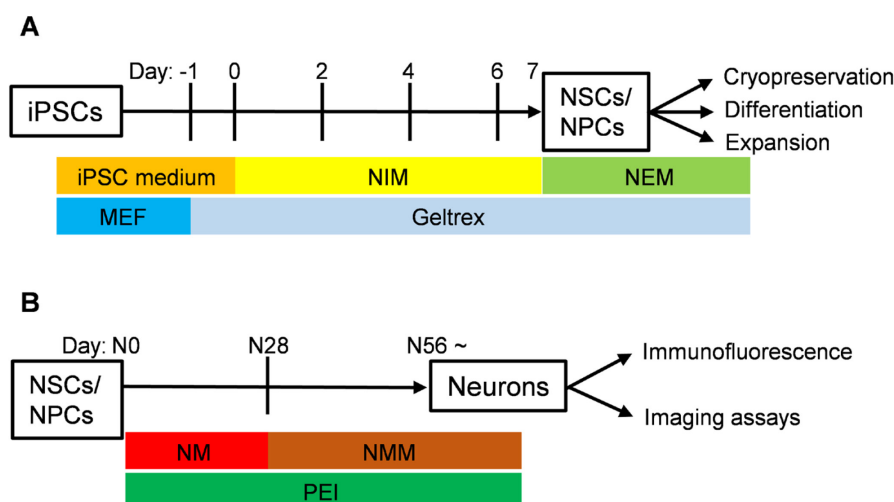 A
Day: -1 0 2 4 6 7
iPSCs
NSCs/
NPCs
Cryopreservation
Differentiation
Expansion
iPSC medium NIM NEM
MEF Geltrex
B
Day: N0 N28 N56 ~
NSCs/
NPCs
Neurons
Immunofluorescence
Imaging assays
NM NMM
PEI